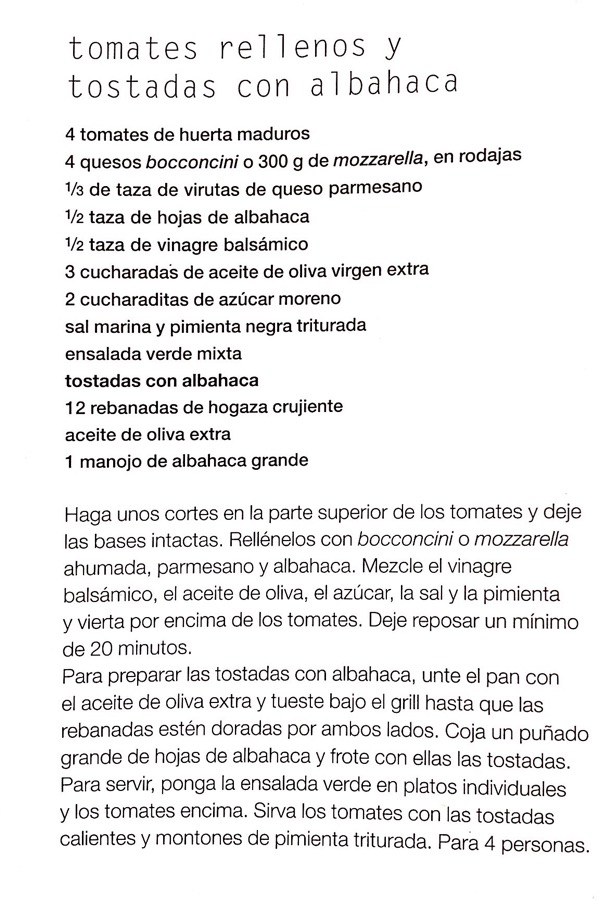 tomates rellenos y
tostadas con albahaca
4 tomates de huerta maduros
4 quesos bocconcini o 300 g de mozzarella, en rodajas
1/3 de taza de virutas de queso parmesano
1/2 taza de hojas de albahaca
1/2 taza de vinagre balsámico
3 cucharadas de aceite de oliva virgen extra
2 cucharaditas de azúcar moreno
sal marina y pimienta negra triturada
ensalada verde mixta
tostadas con albahaca
12 rebanadas de hogaza crujiente
aceite de oliva extra
1 manojo de albahaca grande
Haga unos cortes en la parte superior de los tomates y deje
las bases intactas. Rellénelos con bocconcini o mozzarella
ahumada, parmesano y albahaca. Mezcle el vinagre
balsámico, el aceite de oliva, el azúcar, la sal y la pimienta
y vierta por encima de los tomates. Deje reposar un mínimo
de 20 minutos.
Para preparar las tostadas con albahaca, unte el pan con
el aceite de oliva extra y tueste bajo el grill hasta que las
rebanadas estén doradas por ambos lados. Coja un puñado
grande de hojas de albahaca y frote con ellas las tostadas.
Para servir, ponga la ensalada verde en platos individuales
y los tomates encima. Sirva los tomates con las tostadas
calientes y montones de pimienta triturada. Para 4 personas.